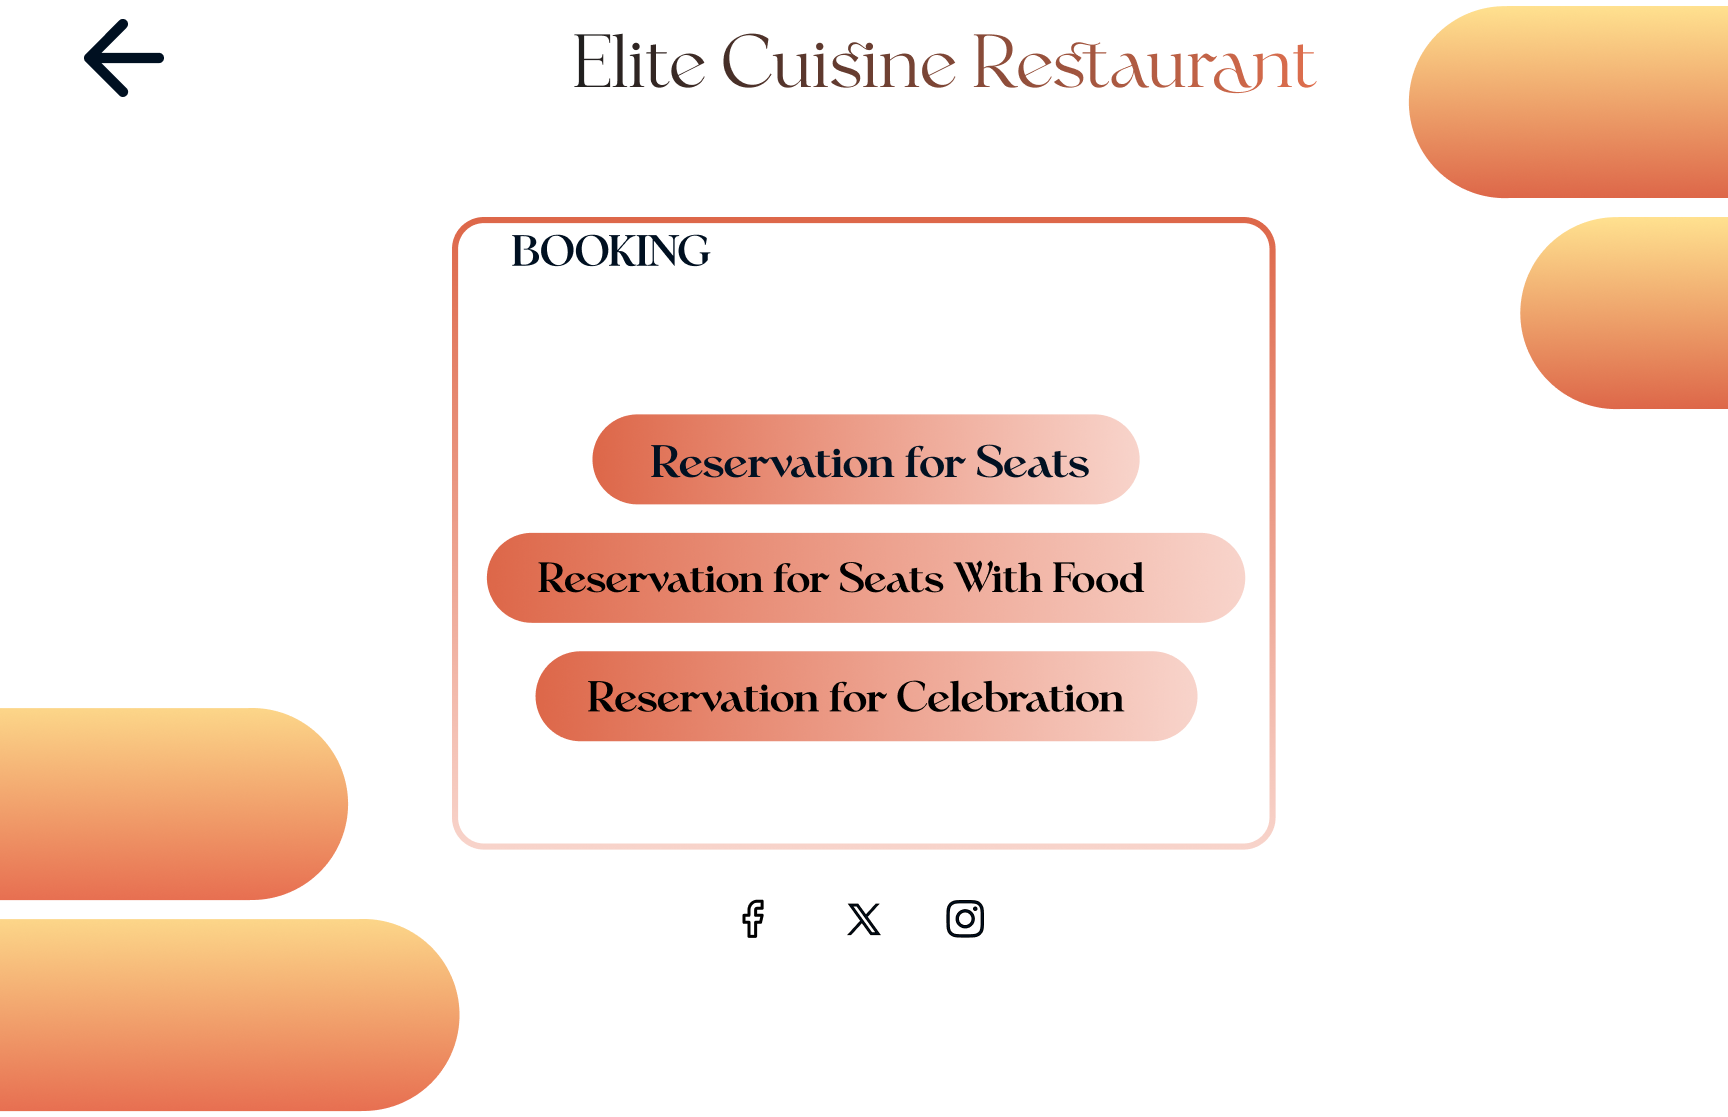 Elite Cuisine Restaurant
BOOKING
Reservation for Seats
Reservation for Seats With Food
Reservation for Celebration